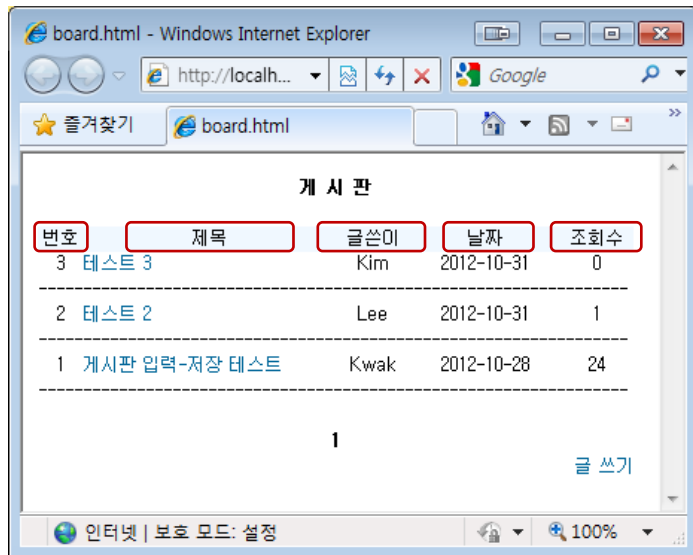 board.html - Windows Internet Explorer
http://localh... Google
즐겨찾기 board.html
게 시 판
번호 제목 글쓴이 날짜 조회수
3 테스트 3 Kim 2012-10-31 0
--------------------------------------------------------------------------
2 테스트 2 Lee 2012-10-31 1
--------------------------------------------------------------------------
1 게시판 입력-저장 테스트 Kwak 2012-10-28 24
--------------------------------------------------------------------------
1
글 쓰기
인터넷 | 보호 모드: 설정 100%